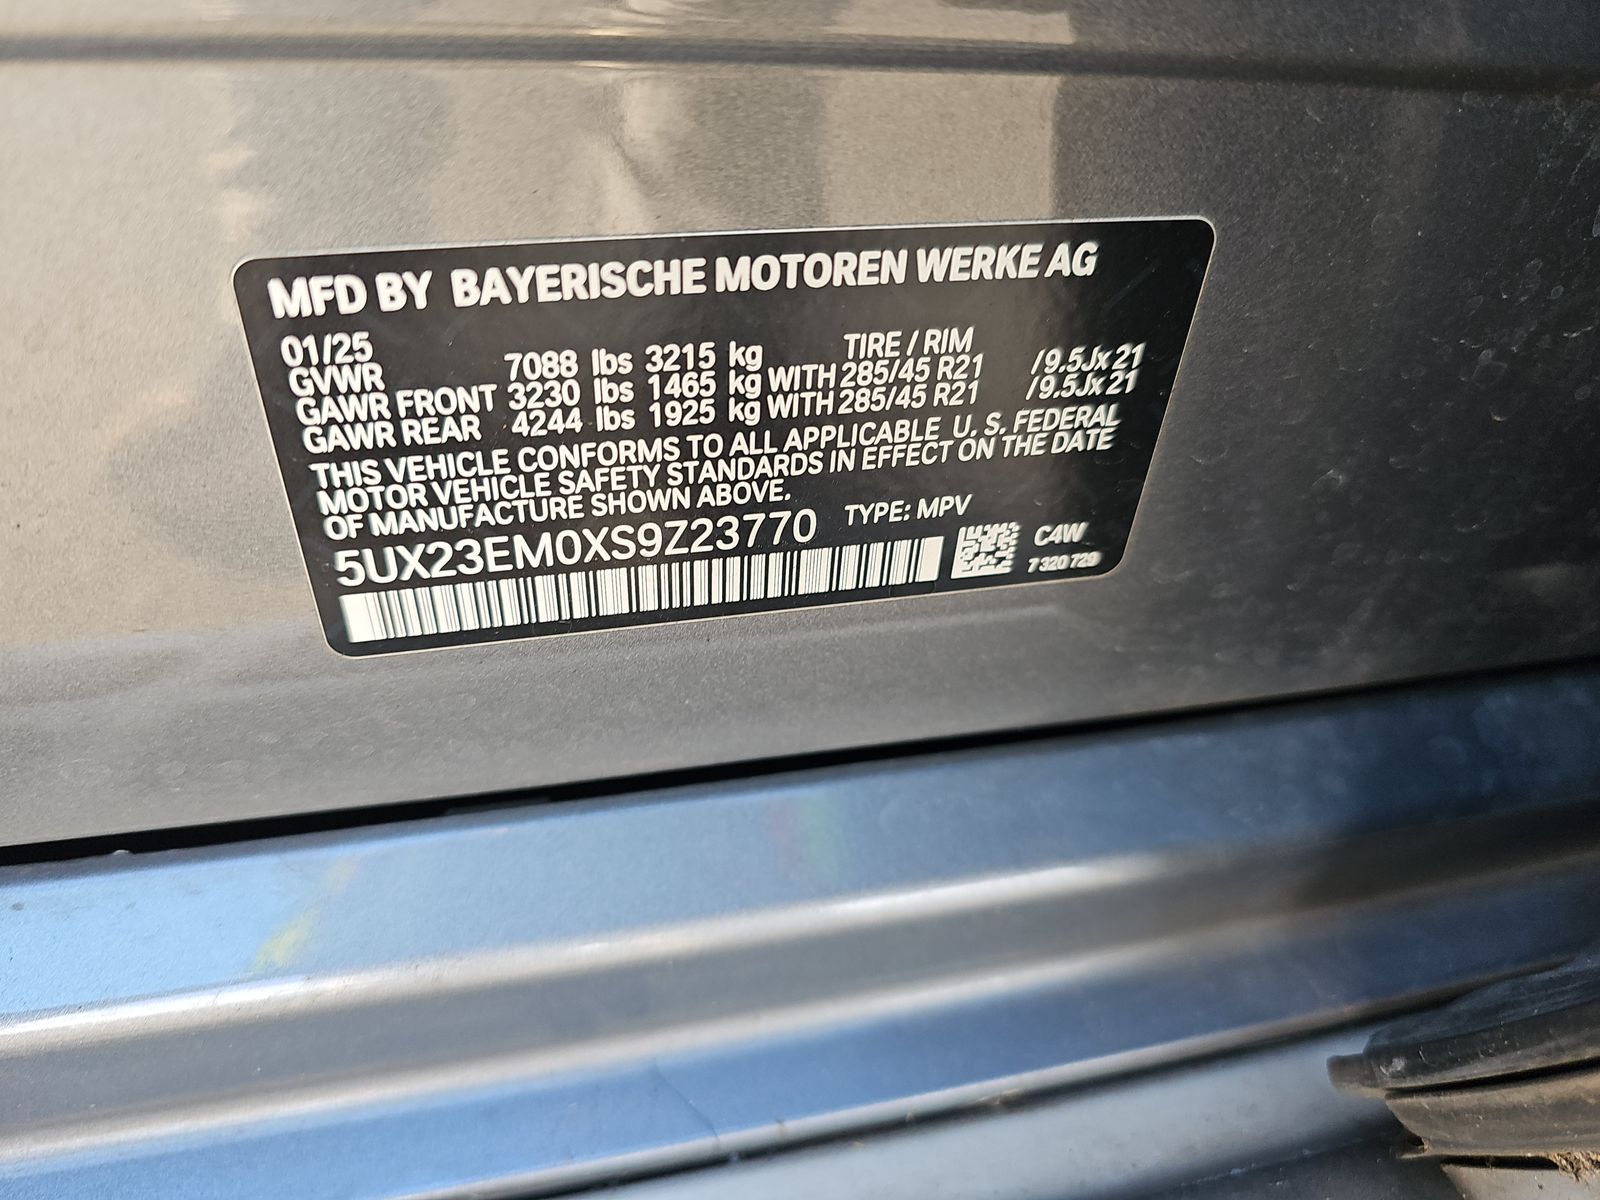 MFD BY BAYERISCHE MOTOREN WERKE AG
01/25 TIRE / RIM
GVWR 7088 lbs 3215 kg
GAWR FRONT 3230 lbs 1465 kg WITH 285/45 R21 /9.5Jx21
GAWR REAR 4244 lbs 1925 kg WITH 285/45 R21 /9.5Jx21
THIS VEHICLE CONFORMS TO ALL APPLICABLE U. S. FEDERAL
MOTOR VEHICLE SAFETY STANDARDS IN EFFECT ON THE DATE
OF MANUFACTURE SHOWN ABOVE.
5UX23EM0XS9Z23770 TYPE: MPV
C4W
7 320 729